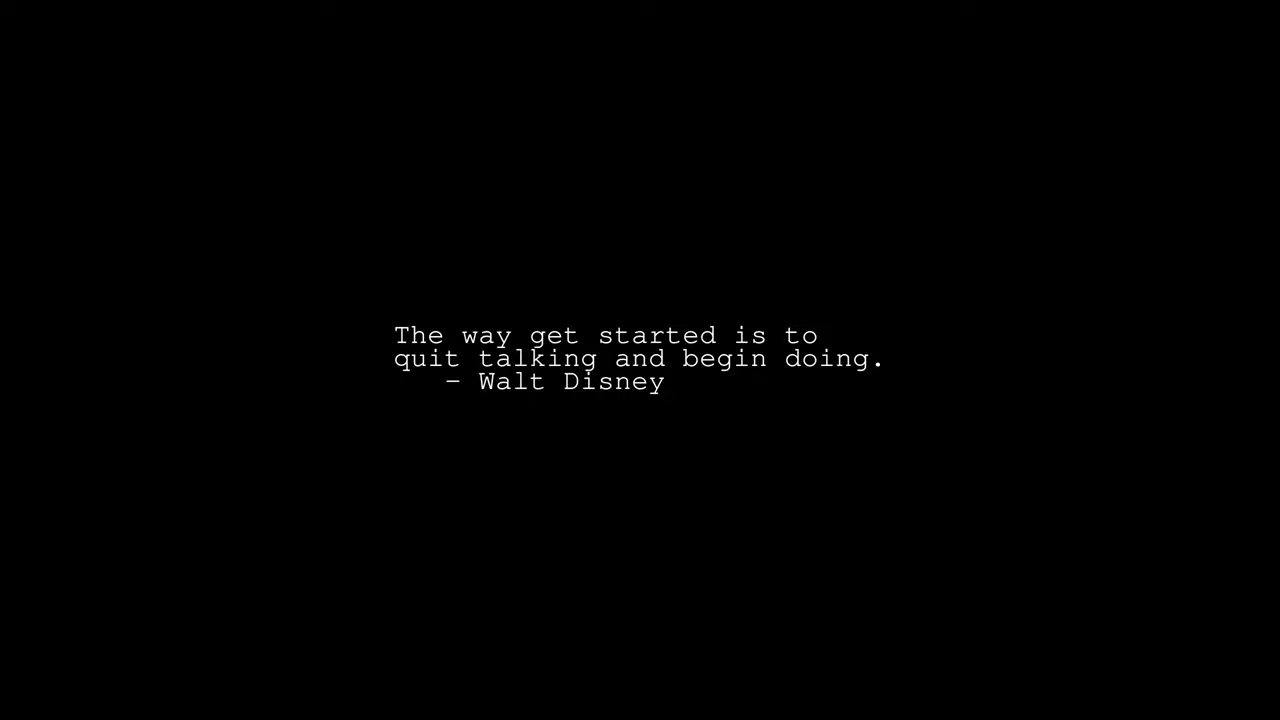 The way get started is to
quit talking and begin doing.
– Walt Disney